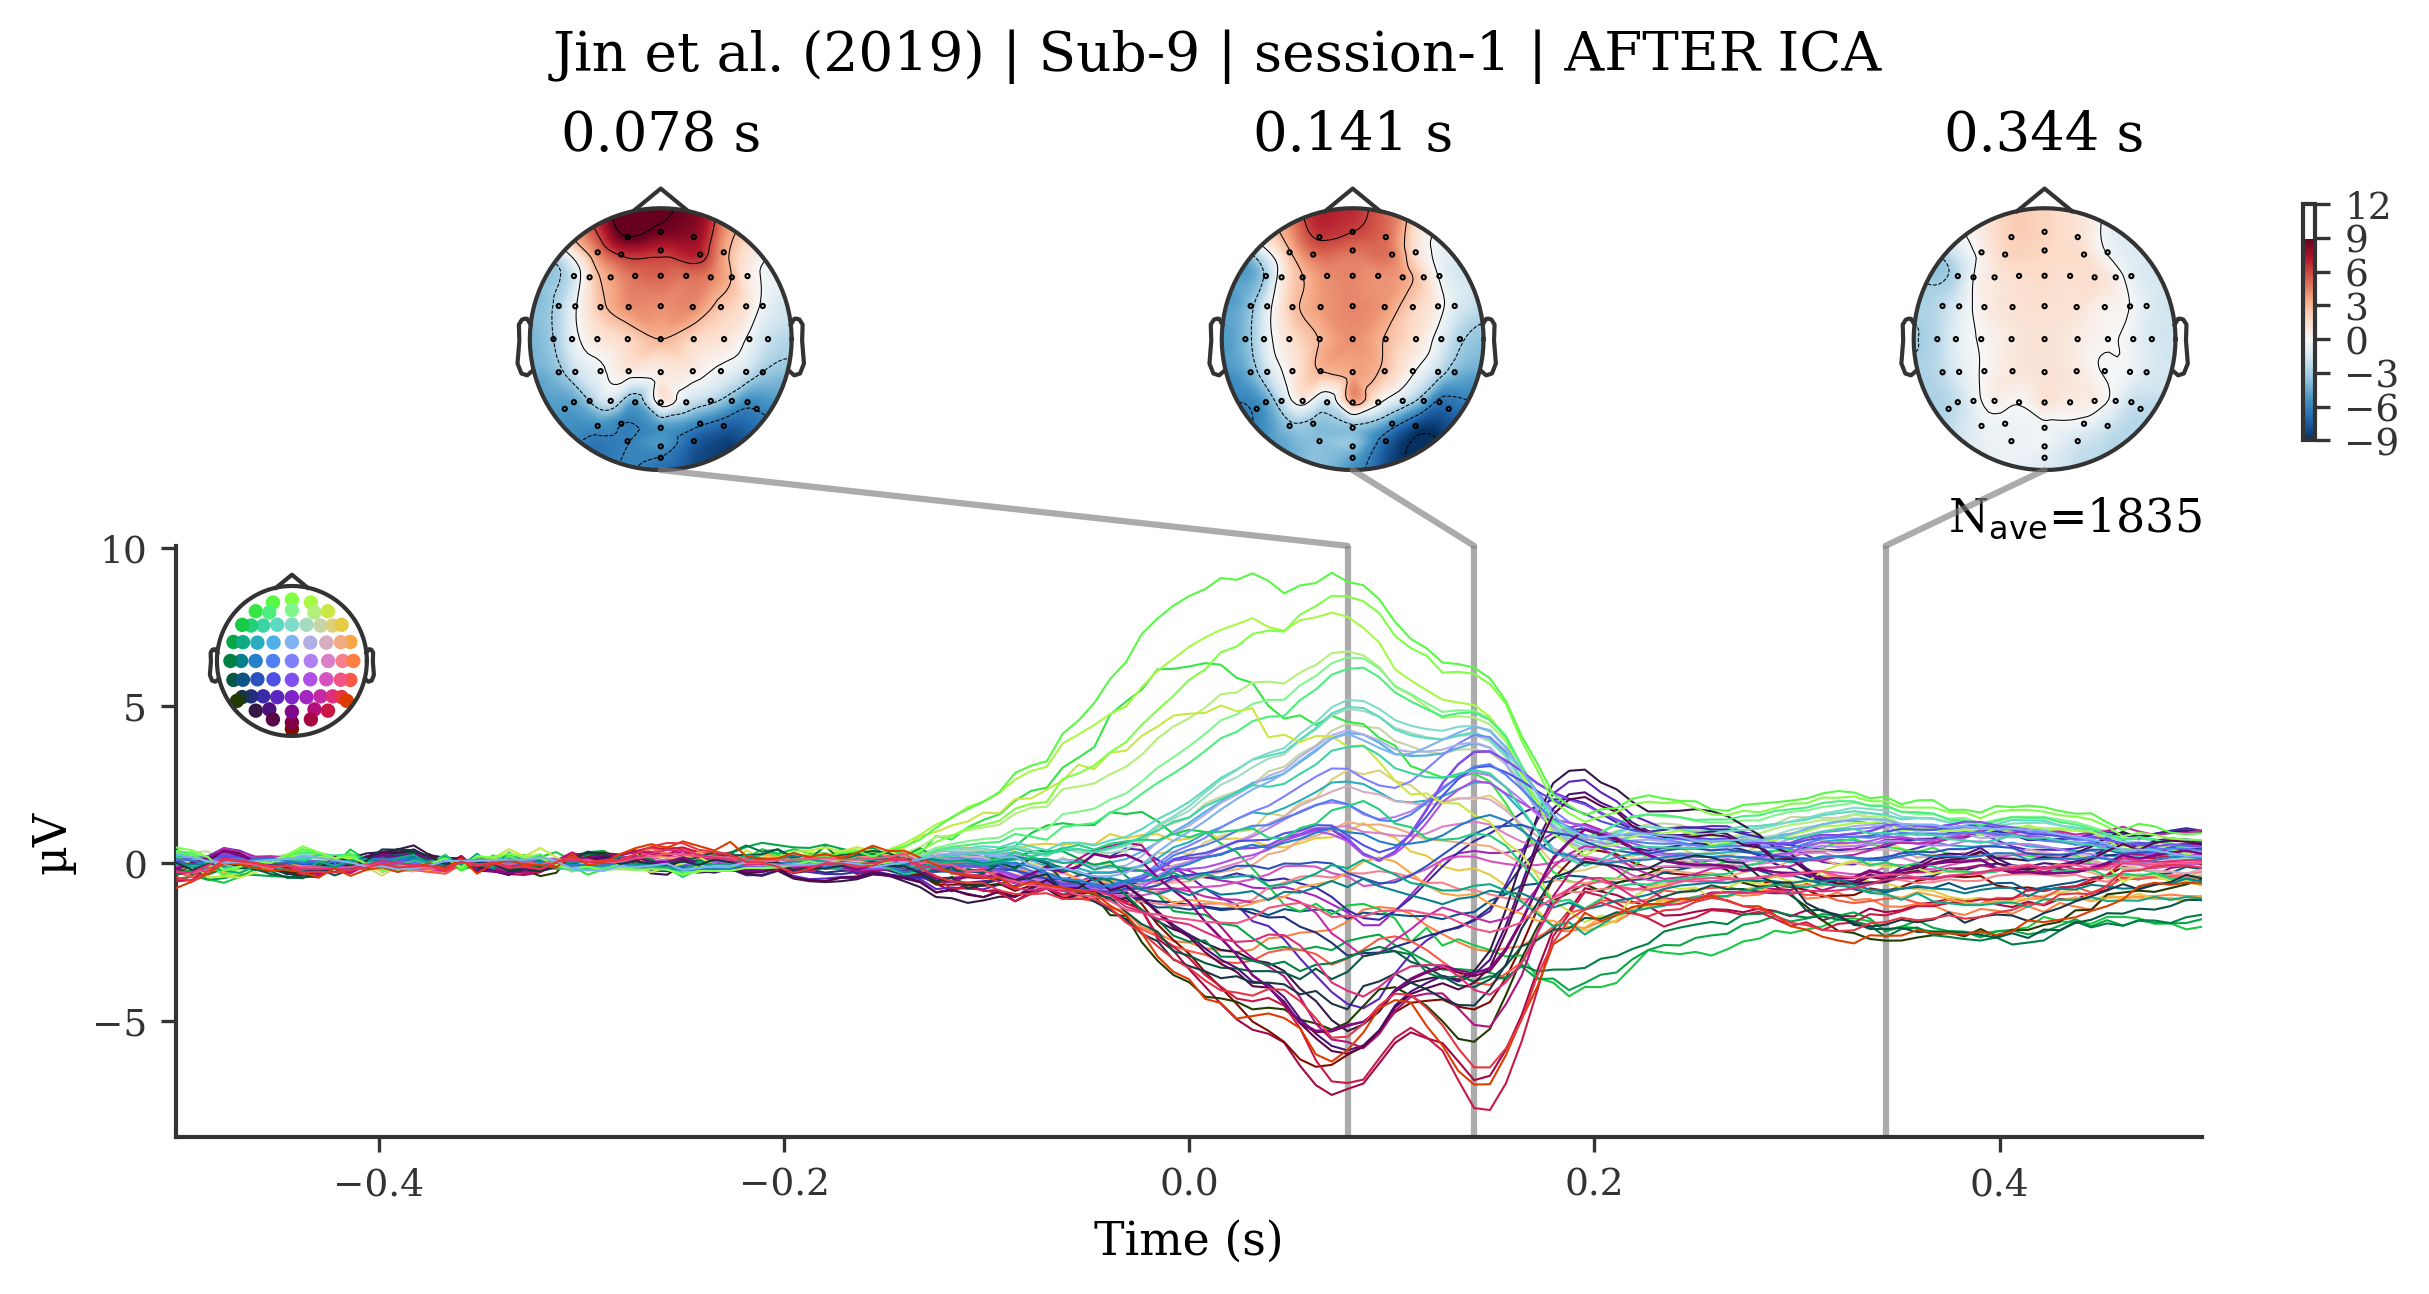 Jin et al. (2019) | Sub-9 | session-1 | AFTER ICA
0.078 s
0.141 s
0.344 s
12
9
6
3
0
−3
−6
−9
Nave=1835
10
5
0
−5
µV
−0.4
−0.2
0.0
0.2
0.4
Time (s)